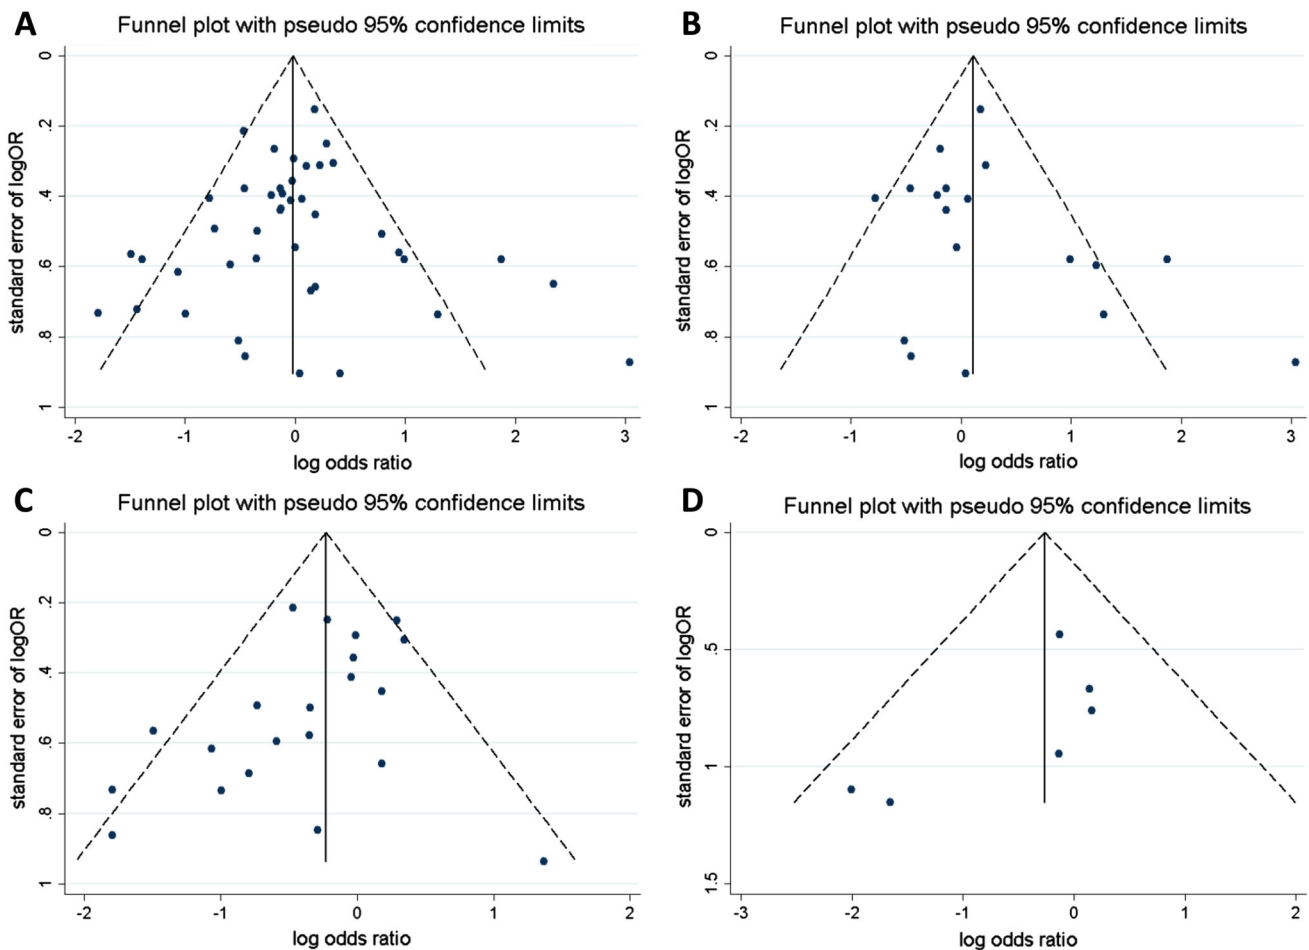 A
Funnel plot with pseudo 95% confidence limits
standard error of logOR
0
.2
.4
.6
.8
1
-2 -1 0 1 2 3
log odds ratio
B
Funnel plot with pseudo 95% confidence limits
standard error of logOR
0
.2
.4
.6
.8
1
-2 -1 0 1 2 3
log odds ratio
C
Funnel plot with pseudo 95% confidence limits
standard error of logOR
0
.2
.4
.6
.8
1
-2 -1 0 1 2
log odds ratio
D
Funnel plot with pseudo 95% confidence limits
standard error of logOR
0
.5
1
1.5
-3 -2 -1 0 1 2
log odds ratio